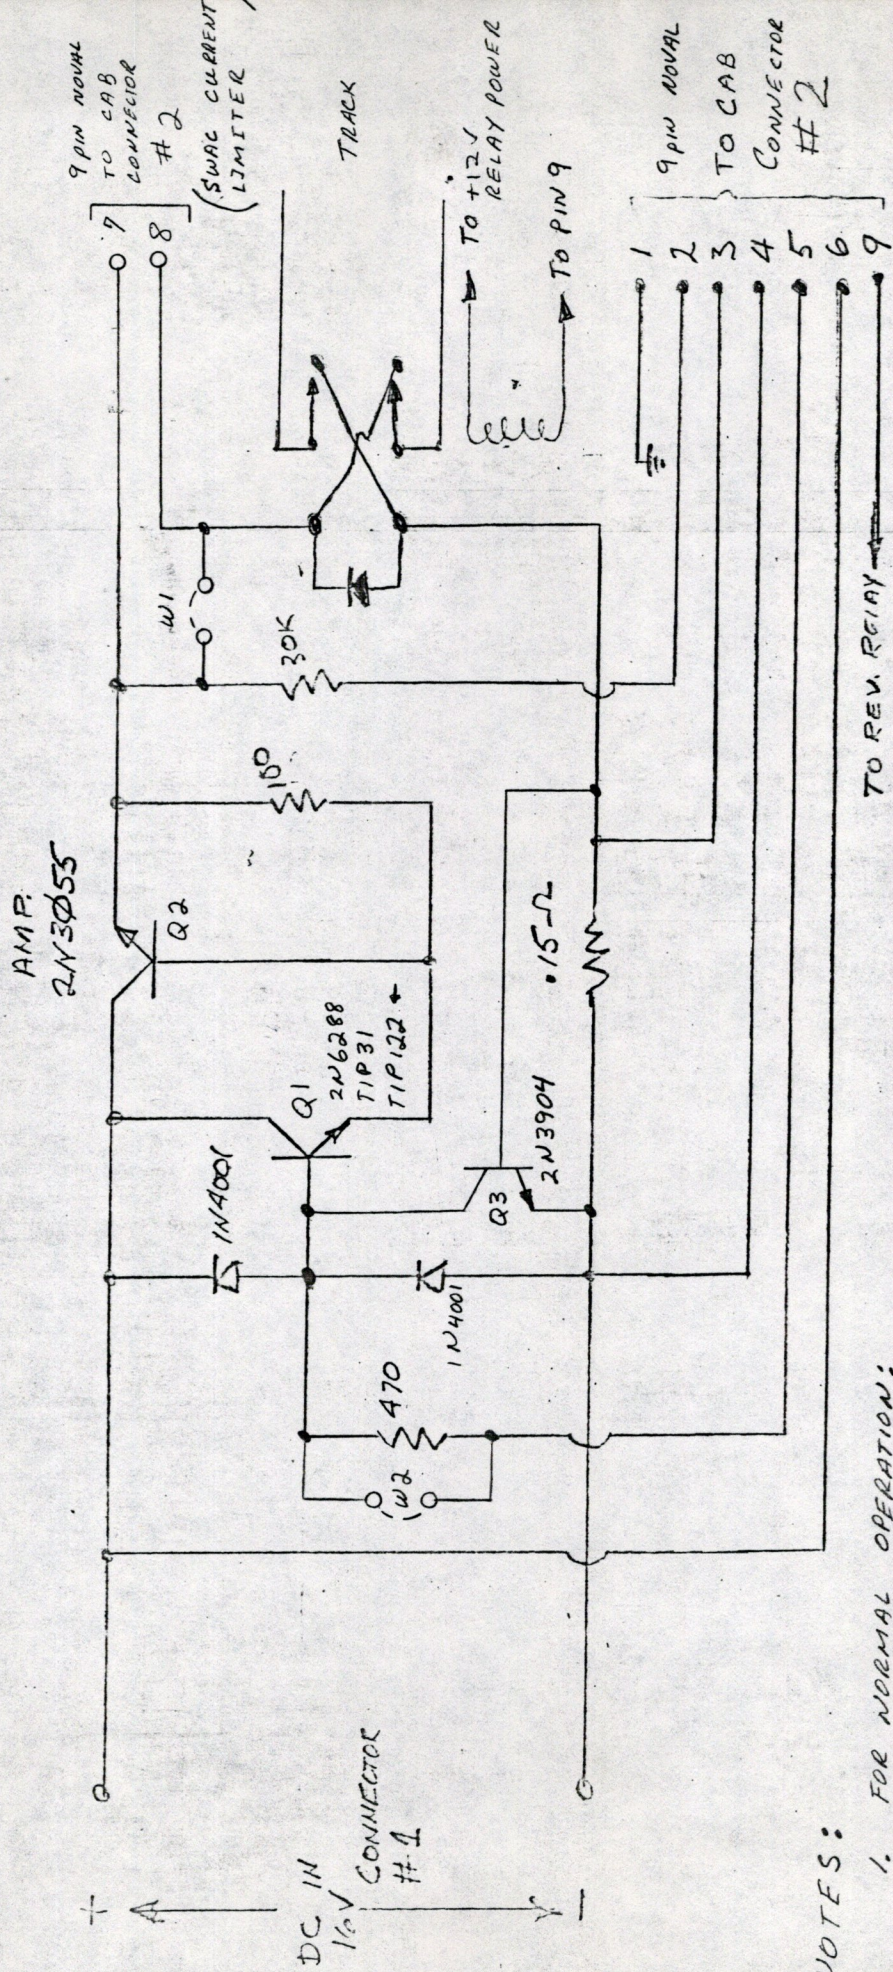 AMP.
2N3Ø55
9 PIN NOVAL
TO CAB
CONNECTOR
# 2
7
8
(SWAC CURRENT
LIMITER
TRACK
TO +12V
RELAY POWER
TO PIN 9
W1
30K
Q2
Q1
2N6288
TIP31
TIP122
1N4001
1N4001
Q3
2N3904
.15Ω
470
(W2
+
DC IN
16V
CONNECTOR
#1
-
1
2
3
4
5
6
9
9 PIN NOVAL
TO CAB
CONNECTOR
# 2
TO REV. RELAY
NOTES:
1. FOR NORMAL OPERATION: